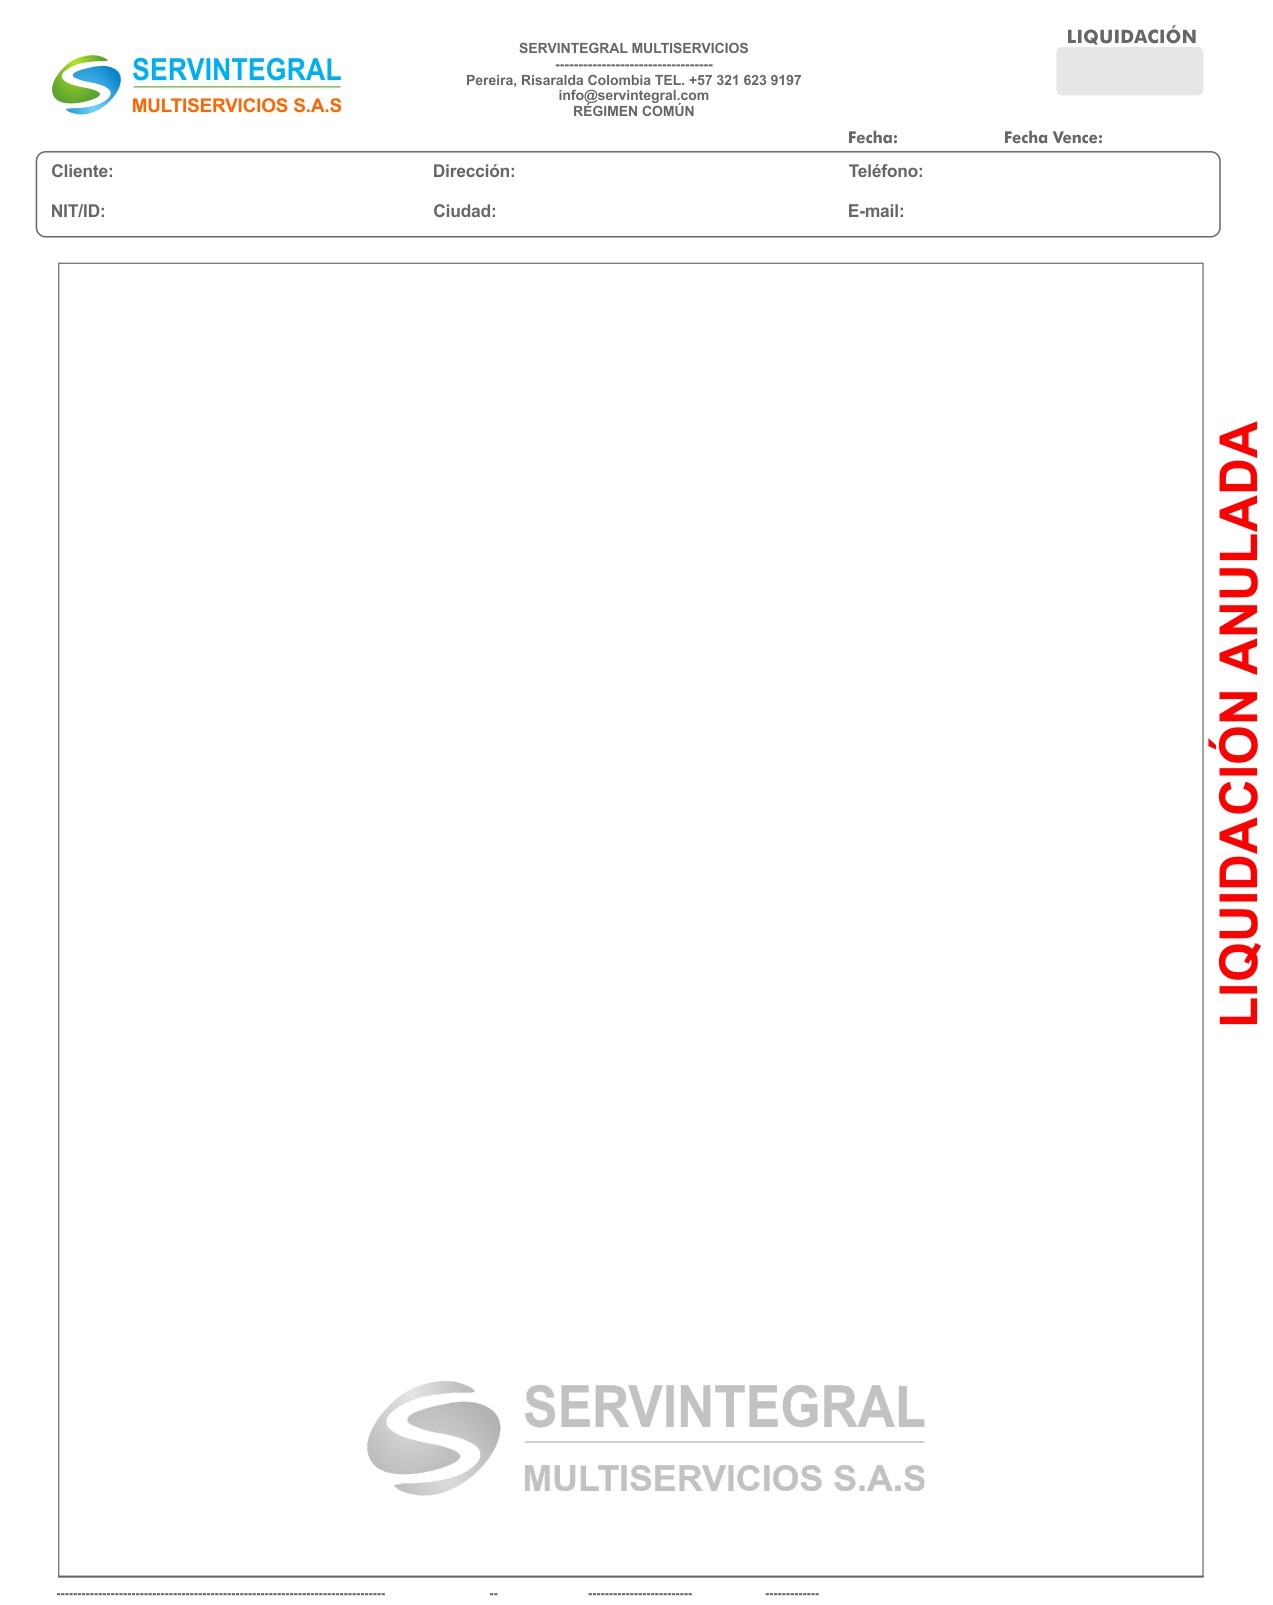 SERVINTEGRAL
MULTISERVICIOS S.A.S
SERVINTEGRAL MULTISERVICIOS
----------------------------------
Pereira, Risaralda Colombia TEL. +57 321 623 9197
info@servintegral.com
RÉGIMEN COMÚN
LIQUIDACIÓN
Fecha: Fecha Vence:
Cliente: Dirección: Teléfono:
NIT/ID: Ciudad: E-mail:
LIQUIDACIÓN ANULADA
SERVINTEGRAL
MULTISERVICIOS S.A.S